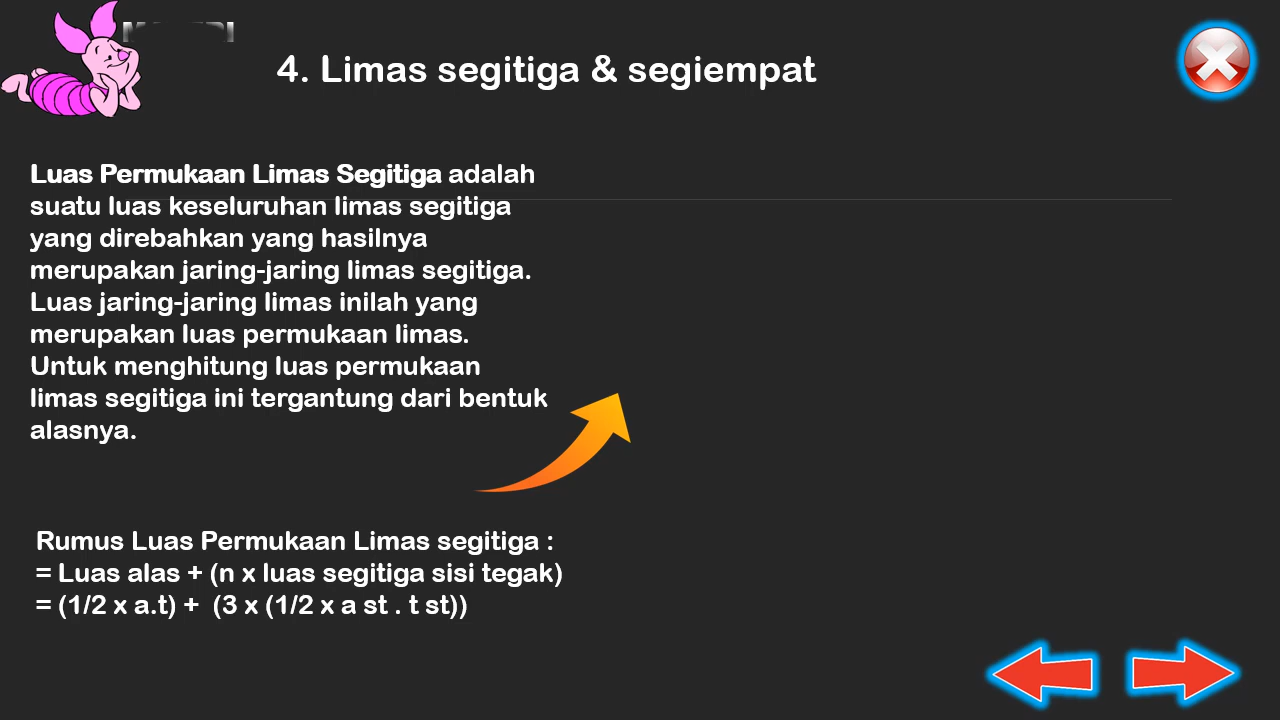 4. Limas segitiga & segiempat
Luas Permukaan Limas Segitiga adalah
suatu luas keseluruhan limas segitiga
yang direbahkan yang hasilnya
merupakan jaring-jaring limas segitiga.
Luas jaring-jaring limas inilah yang
merupakan luas permukaan limas.
Untuk menghitung luas permukaan
limas segitiga ini tergantung dari bentuk
alasnya.
Rumus Luas Permukaan Limas segitiga :
= Luas alas + (n x luas segitiga sisi tegak)
= (1/2 x a.t) + (3 x (1/2 x a st . t st))